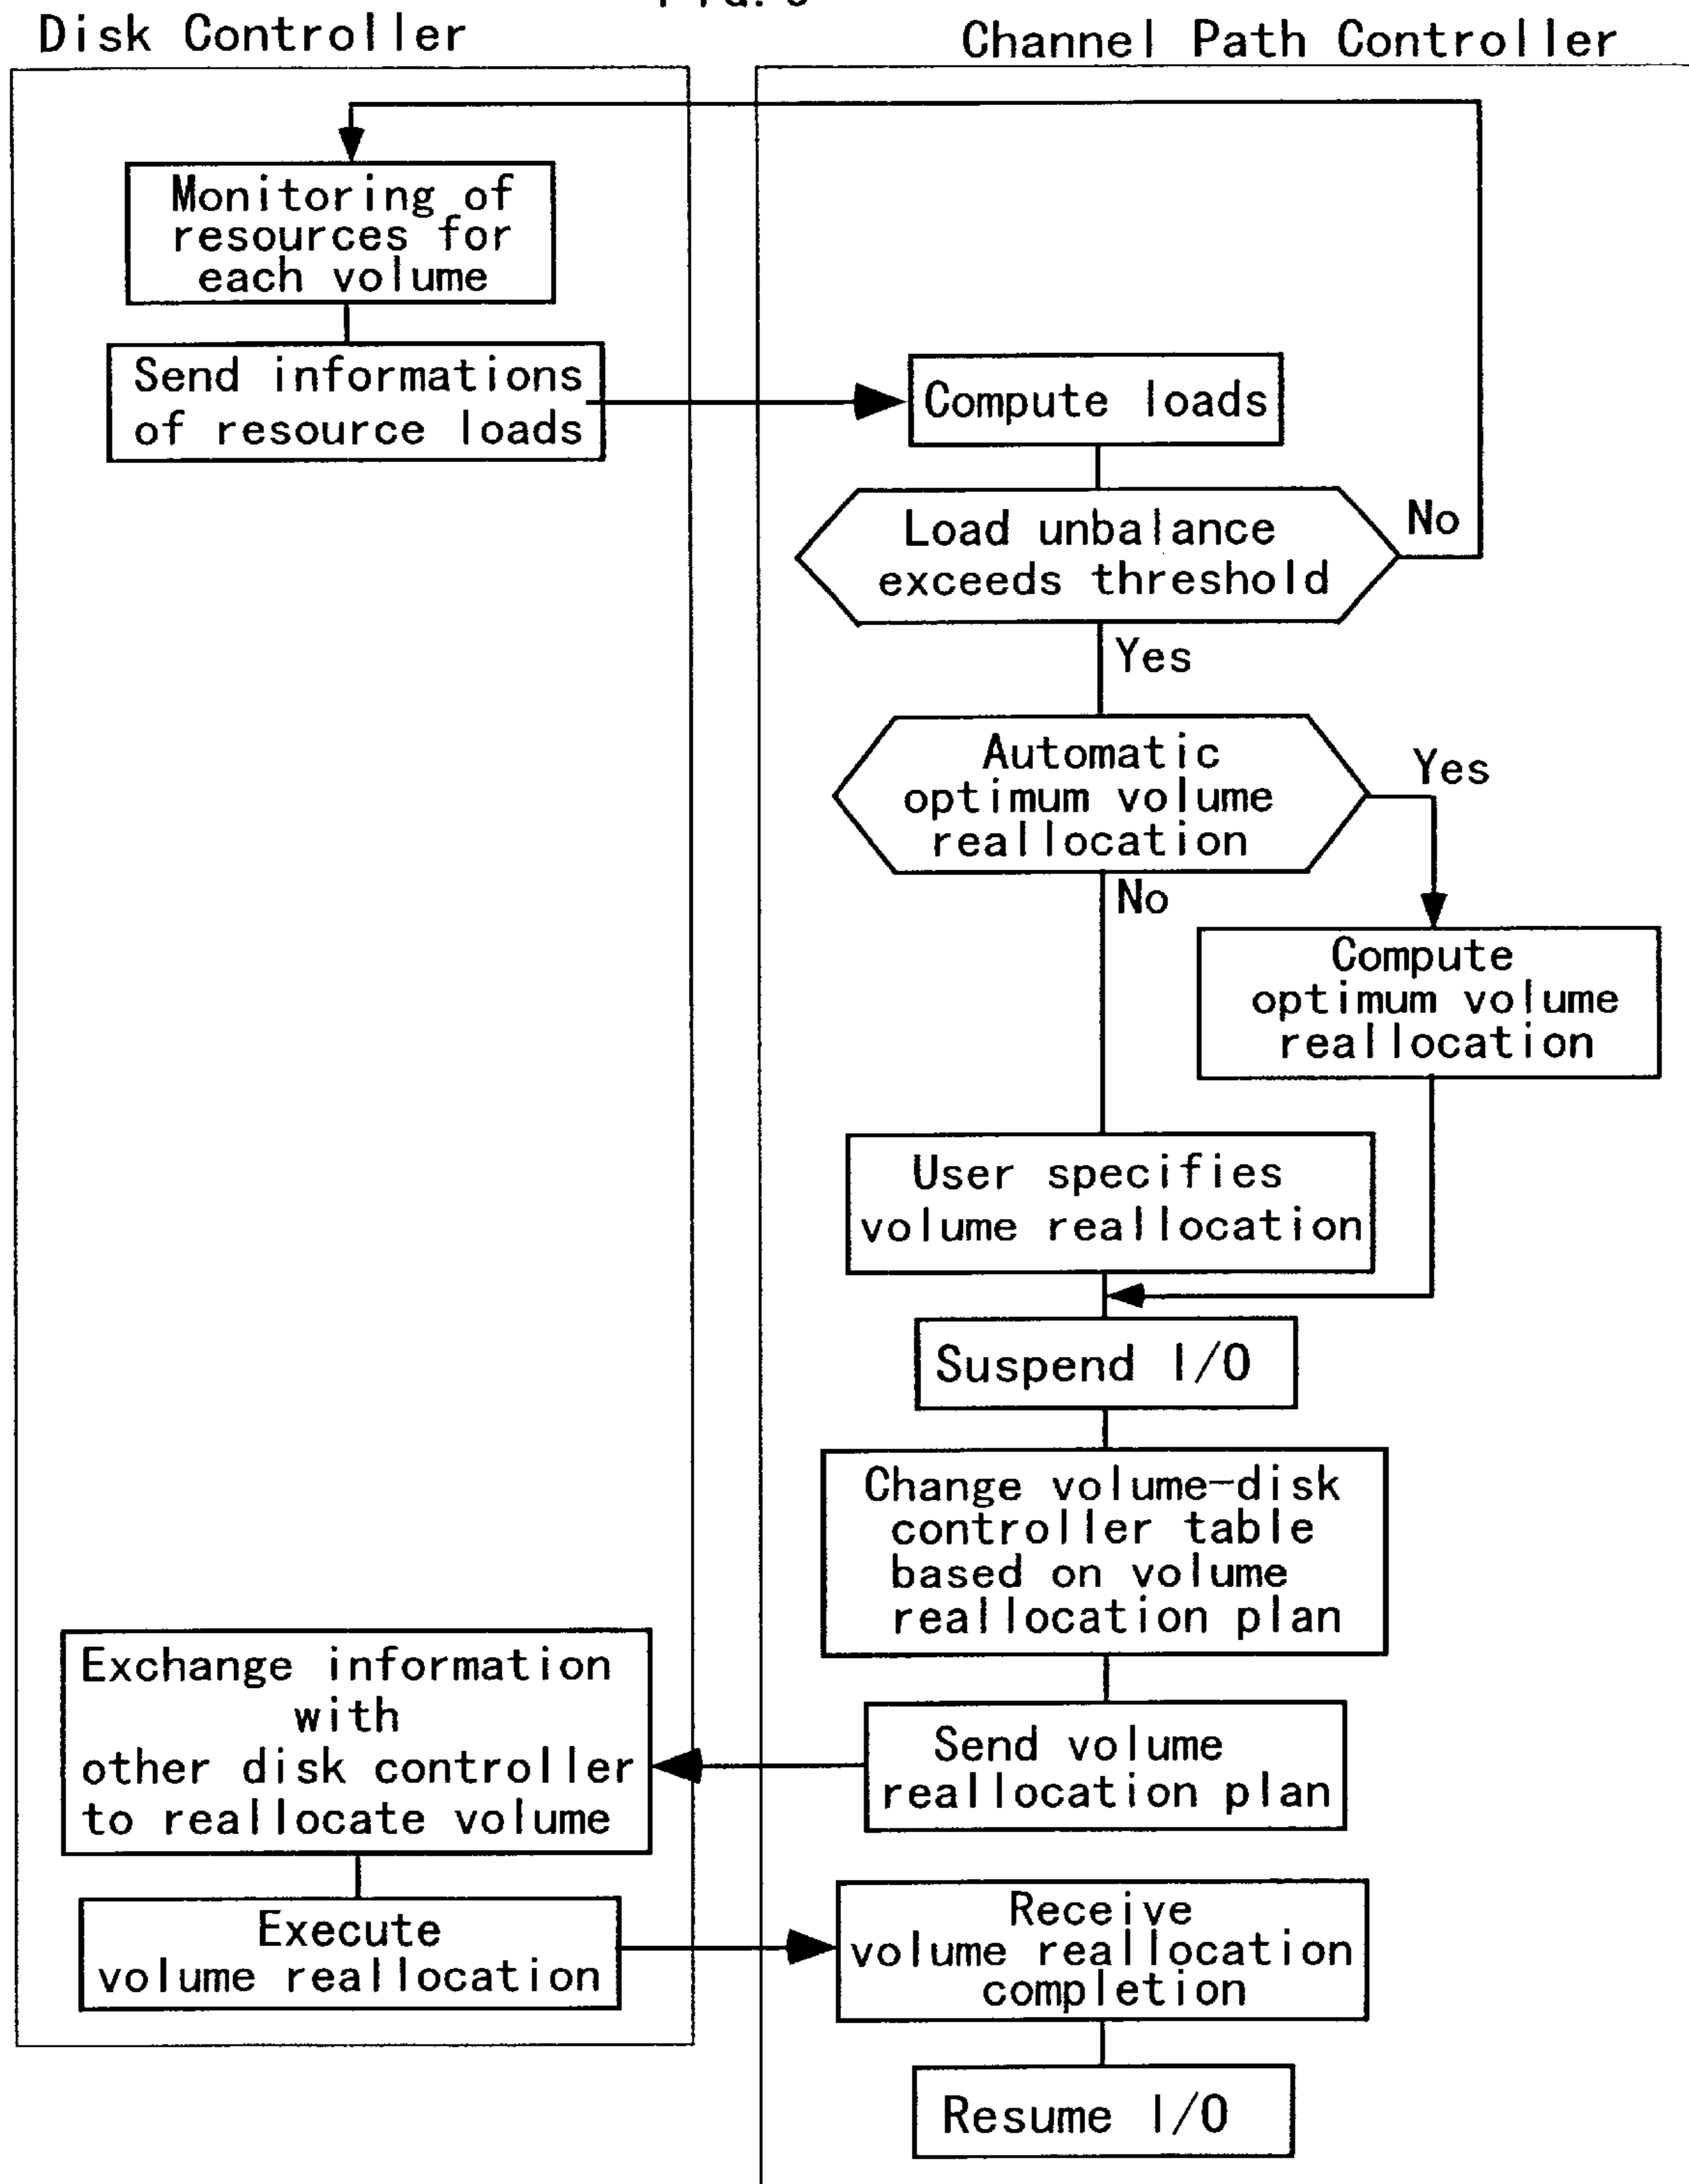 Disk Controller
Channel Path Controller
Monitoring of
resources for
each volume
Send informations
of resource loads
Compute loads
Load unbalance
exceeds threshold
No
Yes
Automatic
optimum volume
reallocation
Yes
No
Compute
optimum volume
reallocation
User specifies
volume reallocation
Suspend I/O
Change volume-disk
controller table
based on volume
reallocation plan
Exchange information
with
other disk controller
to reallocate volume
Send volume
reallocation plan
Execute
volume reallocation
Receive
volume reallocation
completion
Resume I/O